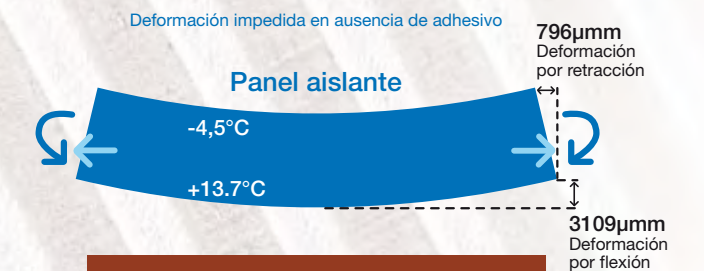 Deformación impedida en ausencia de adhesivo
796µmm
Deformación
por retracción
Panel aislante
-4,5°C
+13.7°C
3109µmm
Deformación
por flexión